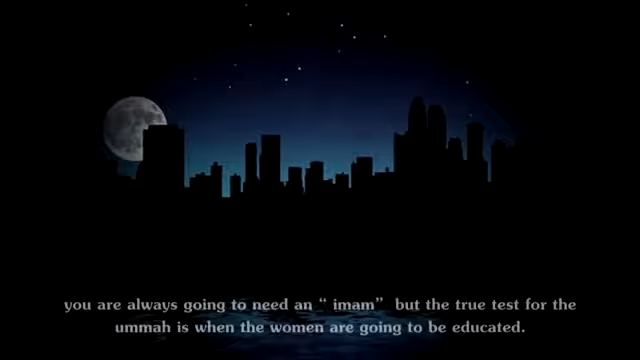 you are always going to need an “ imam”  but the true test for the
ummah is when the women are going to be educated.